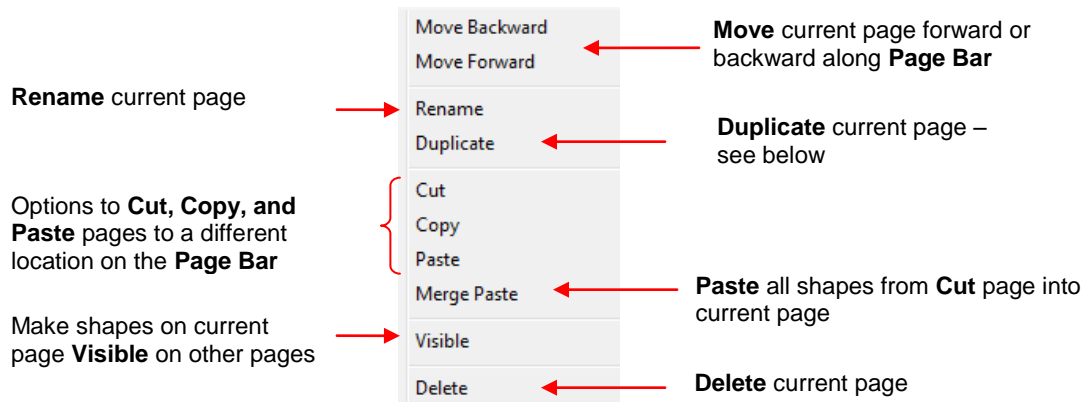 Move Backward
Move Forward
Move current page forward or
backward along Page Bar
Rename current page
Rename
Duplicate
Duplicate current page –
see below
Options to Cut, Copy, and
Paste pages to a different
location on the Page Bar
Cut
Copy
Paste
Merge Paste
Paste all shapes from Cut page into
current page
Make shapes on current
page Visible on other pages
Visible
Delete
Delete current page